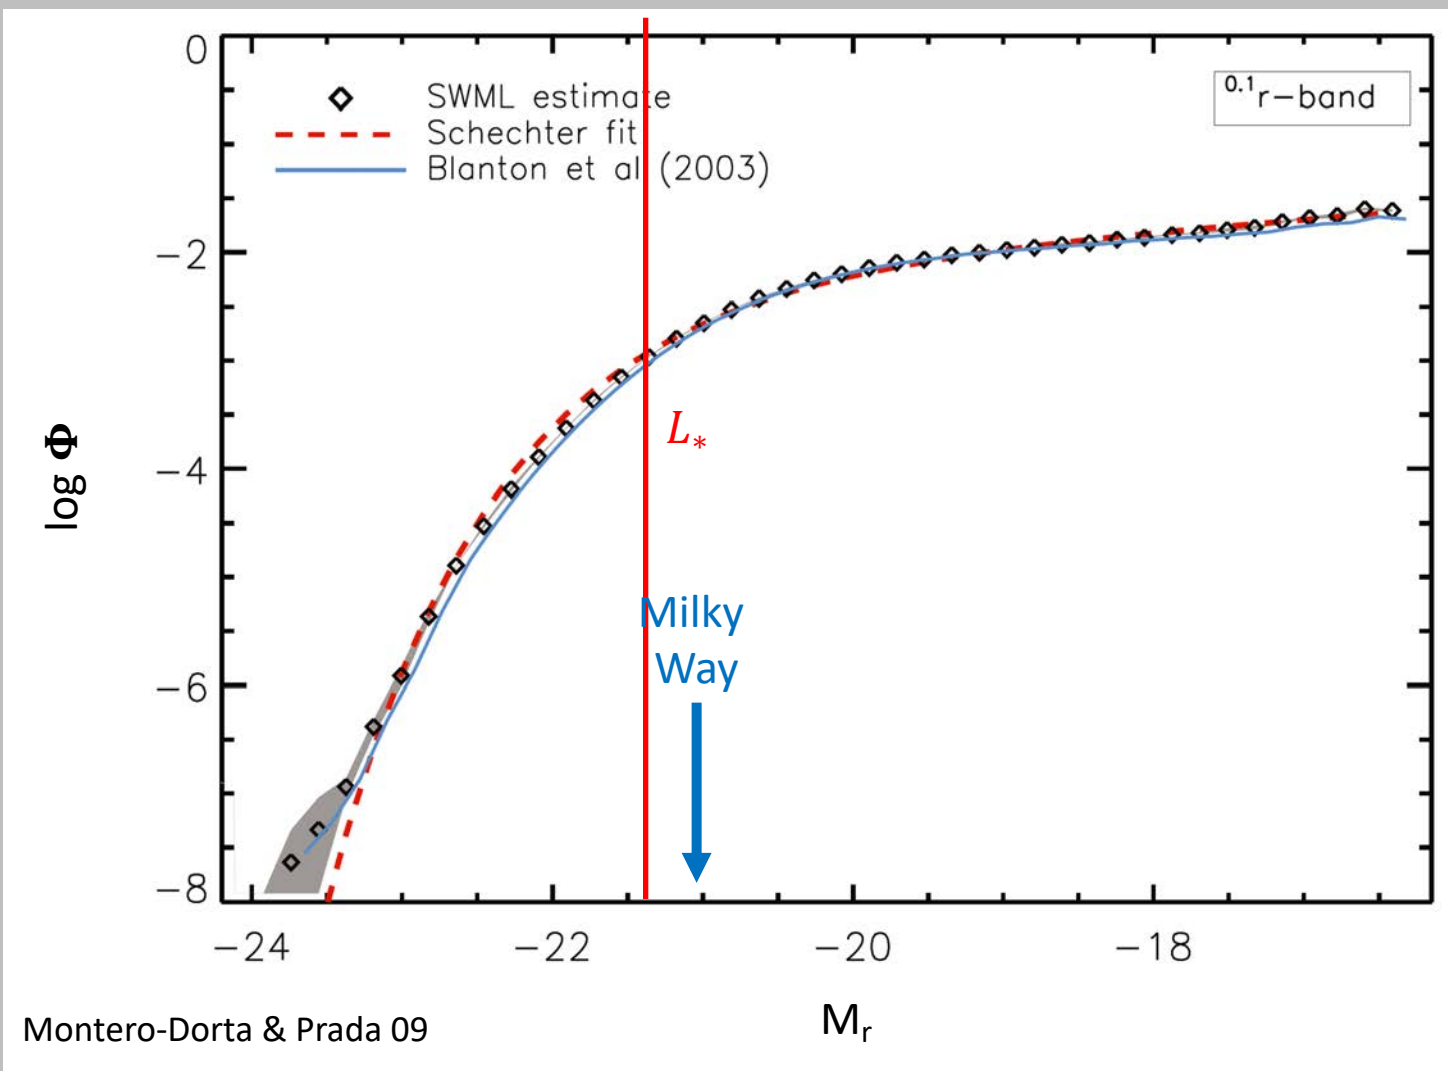 0
−2
−4
−6
−8
log Φ
SWML estimate
Schechter fit
Blanton et al (2003)
0.1r−band
L*
Milky
Way
−24
−22
−20
−18
Mr
Montero-Dorta & Prada 09